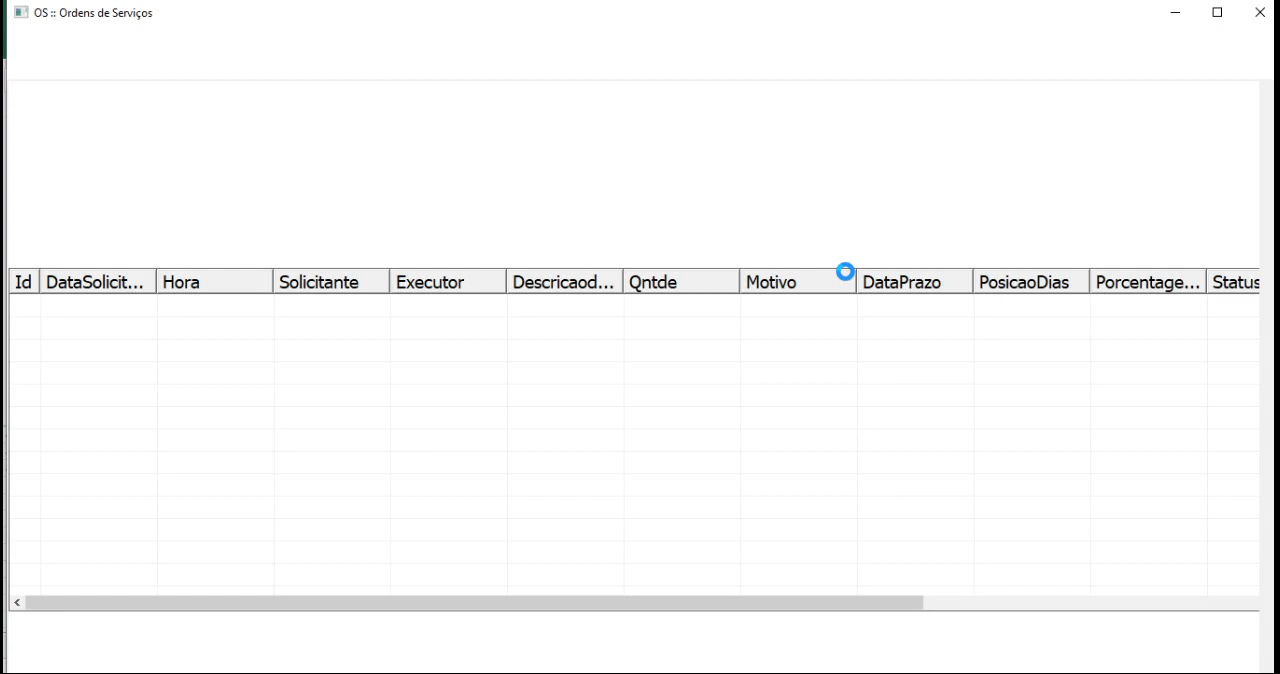 OS :: Ordens de Serviços
Id DataSolicit... Hora Solicitante Executor Descricaod... Qntde Motivo DataPrazo PosicaoDias Porcentage... Status